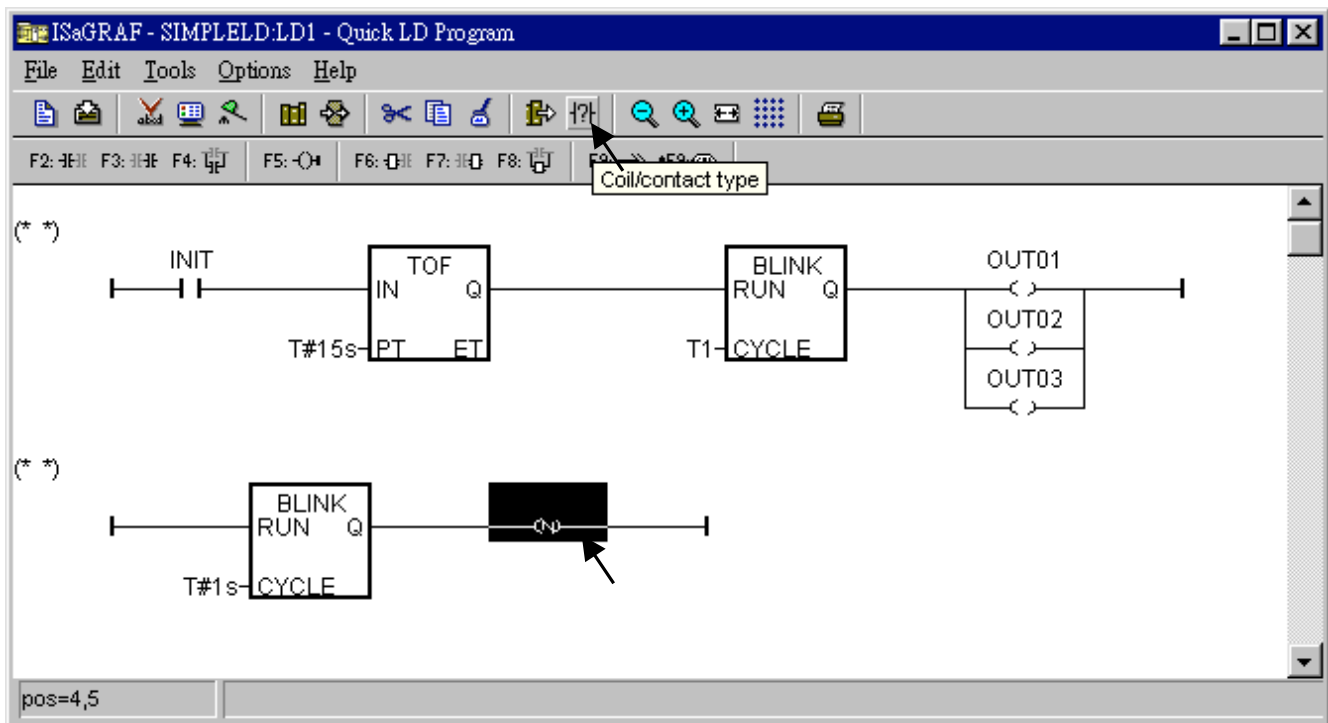 ISaGRAF - SIMPLELD:LD1 - Quick LD Program
File Edit Tools Options Help
F2: F3: F4: F5: F6: F7: F8:
Coil/contact type
(* *)
INIT
TOF
IN Q
T#15s PT ET
BLINK
RUN Q
T1 CYCLE
OUT01
( )
OUT02
( )
OUT03
( )
(* *)
BLINK
RUN Q
T#1s CYCLE
(N)
pos=4,5